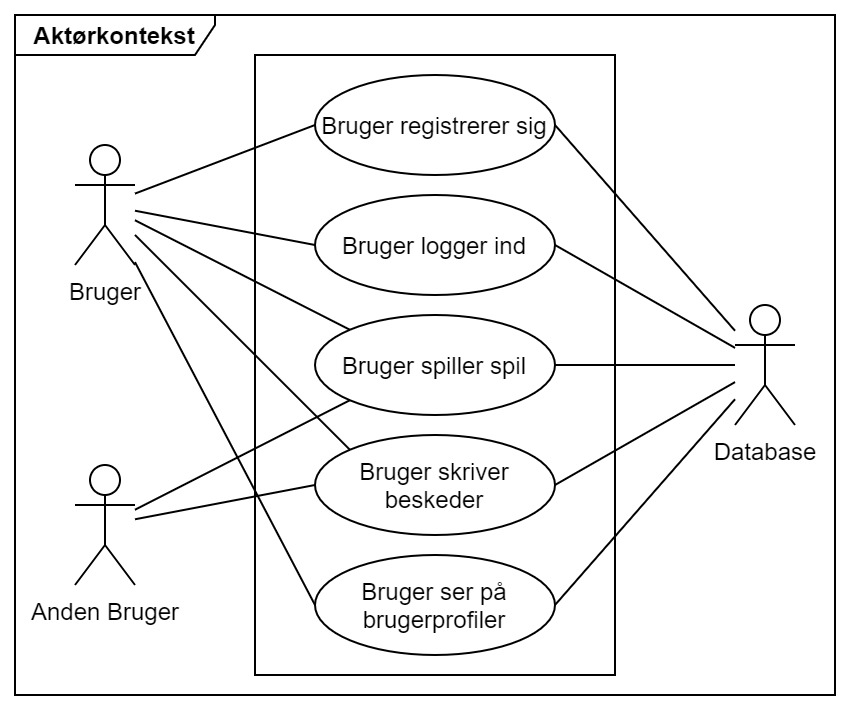 Aktørkontekst
Bruger registrerer sig
Bruger logger ind
Bruger
Bruger spiller spil
Database
Bruger skriver
beskeder
Anden Bruger
Bruger ser på
brugerprofiler